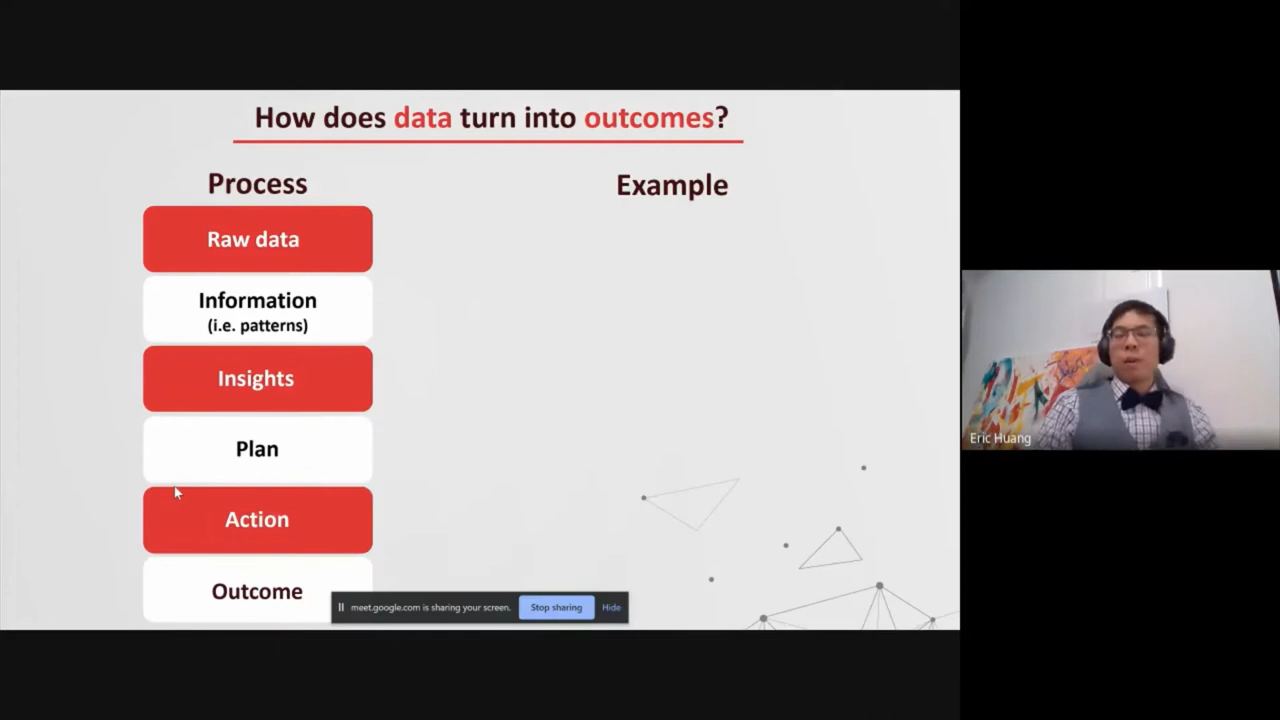 How does data turn into outcomes?
Process
Example
Raw data
Information
(i.e. patterns)
Insights
Plan
Action
Outcome
meet.google.com is sharing your screen.
Stop sharing
Hide
Eric Huang